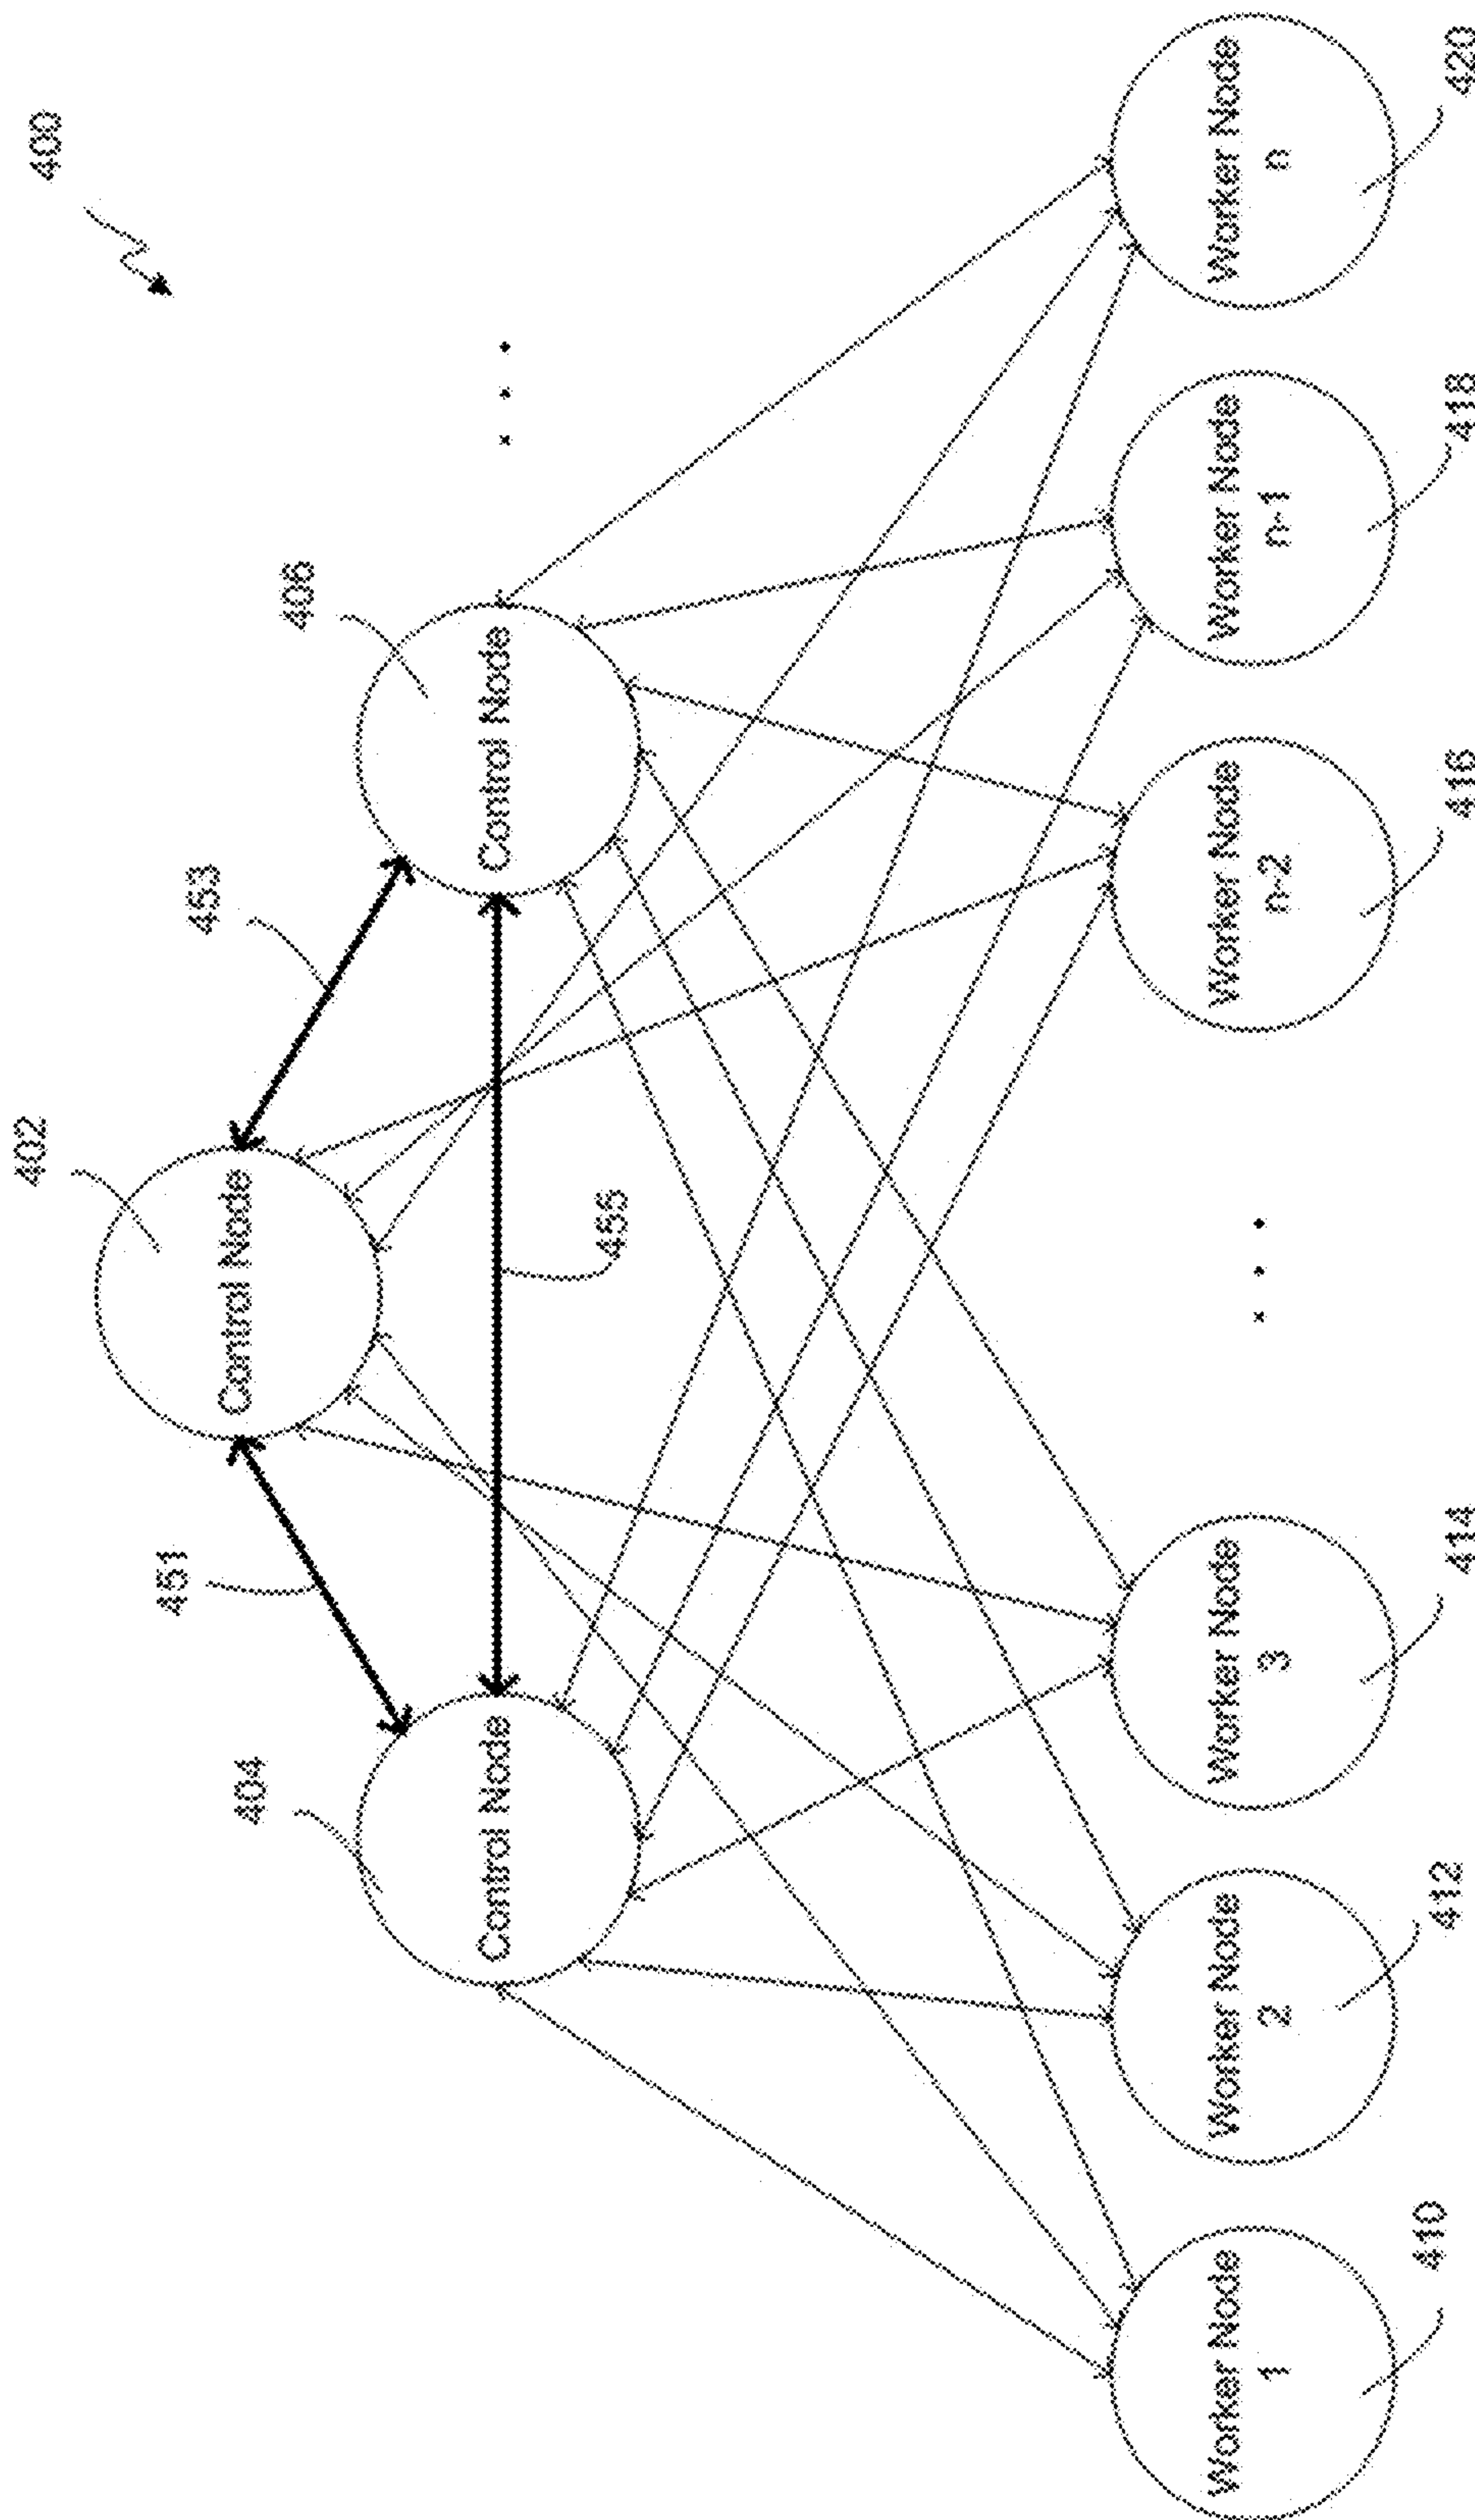 400
402
Control Node
451
453
404
Control Node
406
Control Node
455
Worker Node
1
Worker Node
2
Worker Node
3
Worker Node
n-2
Worker Node
n-1
Worker Node
n
410
412
414
416
418
420